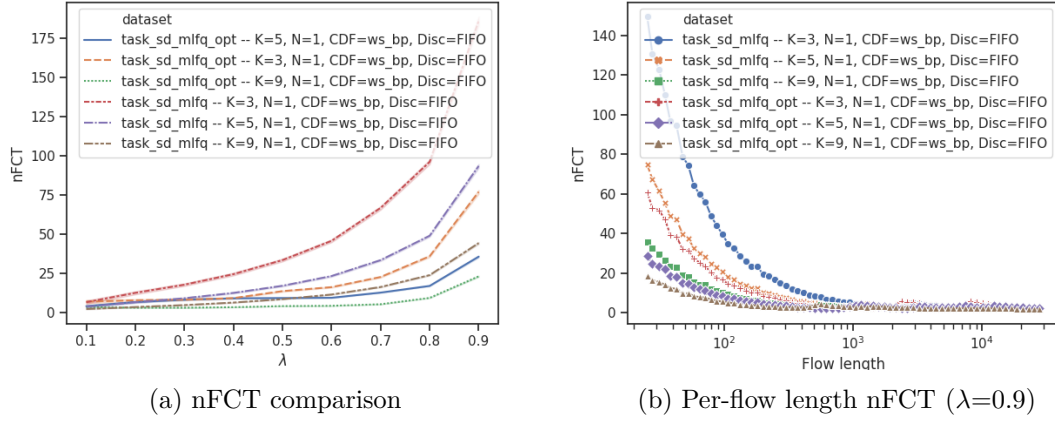 dataset
task_sd_mlfq_opt -- K=5, N=1, CDF=ws_bp, Disc=FIFO
task_sd_mlfq_opt -- K=3, N=1, CDF=ws_bp, Disc=FIFO
task_sd_mlfq_opt -- K=9, N=1, CDF=ws_bp, Disc=FIFO
task_sd_mlfq -- K=3, N=1, CDF=ws_bp, Disc=FIFO
task_sd_mlfq -- K=5, N=1, CDF=ws_bp, Disc=FIFO
task_sd_mlfq -- K=9, N=1, CDF=ws_bp, Disc=FIFO
nFCT
175
150
125
100
75
50
25
0
0.1 0.2 0.3 0.4 0.5 0.6 0.7 0.8 0.9
λ
(a) nFCT comparison
dataset
task_sd_mlfq -- K=3, N=1, CDF=ws_bp, Disc=FIFO
task_sd_mlfq -- K=5, N=1, CDF=ws_bp, Disc=FIFO
task_sd_mlfq -- K=9, N=1, CDF=ws_bp, Disc=FIFO
task_sd_mlfq_opt -- K=3, N=1, CDF=ws_bp, Disc=FIFO
task_sd_mlfq_opt -- K=5, N=1, CDF=ws_bp, Disc=FIFO
task_sd_mlfq_opt -- K=9, N=1, CDF=ws_bp, Disc=FIFO
nFCT
140
120
100
80
60
40
20
0
10² 10³ 10⁴
Flow length
(b) Per-flow length nFCT (λ=0.9)